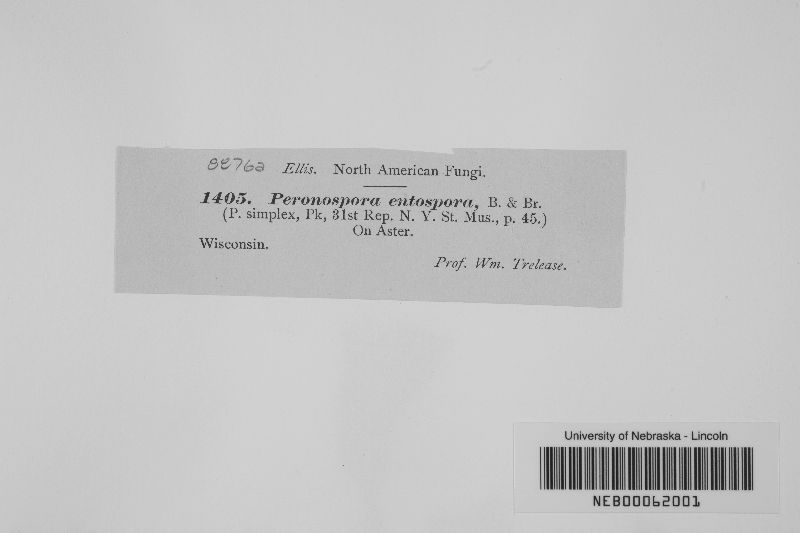 88762 Ellis. North American Fungi.
1405. Peronospora entospora, B. & Br.
(P. simplex, Pk, 31st Rep. N. Y. St. Mus., p. 45.)
On Aster.
Wisconsin.
Prof. Wm. Trelease.
University of Nebraska - Lincoln
NEB00062001